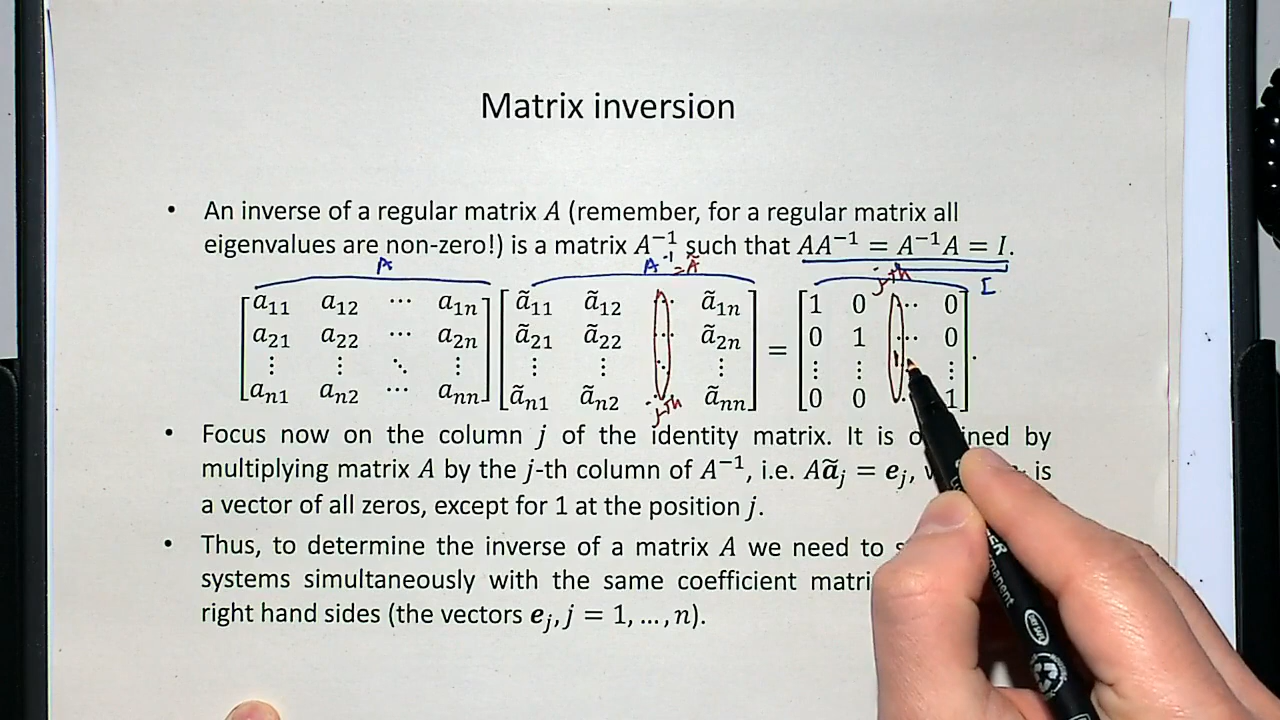 Matrix inversion
• An inverse of a regular matrix A (remember, for a regular matrix all
eigenvalues are non-zero!) is a matrix A⁻¹ such that AA⁻¹ = A⁻¹A = I.
A A⁻¹ = Ã j-th I
[a₁₁ a₁₂ ⋯ a₁ₙ] [ã₁₁ ã₁₂ ⋯ ã₁ₙ] [1 0 ⋯ 0]
[a₂₁ a₂₂ ⋯ a₂ₙ] [ã₂₁ ã₂₂ ⋯ ã₂ₙ] = [0 1 ⋯ 0]
[⋮ ⋮ ⋱ ⋮] [⋮ ⋮ ⋱ ⋮] [⋮ ⋮ 1 ⋮].
[aₙ₁ aₙ₂ ⋯ aₙₙ] [ãₙ₁ ãₙ₂ ⋯ ãₙₙ] [0 0 1]
j-th
• Focus now on the column j of the identity matrix. It is
multiplying matrix A by the j-th column of A⁻¹, i.e. Aãⱼ = eⱼ, is
a vector of all zeros, except for 1 at the position j.
• Thus, to determine the inverse of a matrix A we need to
systems simultaneously with the same coefficient
right hand sides (the vectors eⱼ, j = 1, …, n).